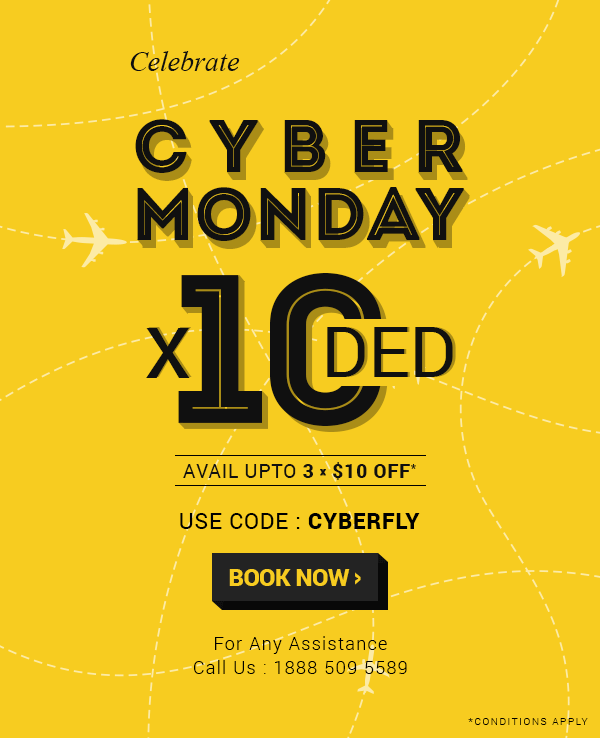 Celebrate
CYBER
MONDAY
X10DED
AVAIL UPTO 3 × $10 OFF*
USE CODE : CYBERFLY
BOOK NOW ›
For Any Assistance
Call Us : 1888 509 5589
*CONDITIONS APPLY